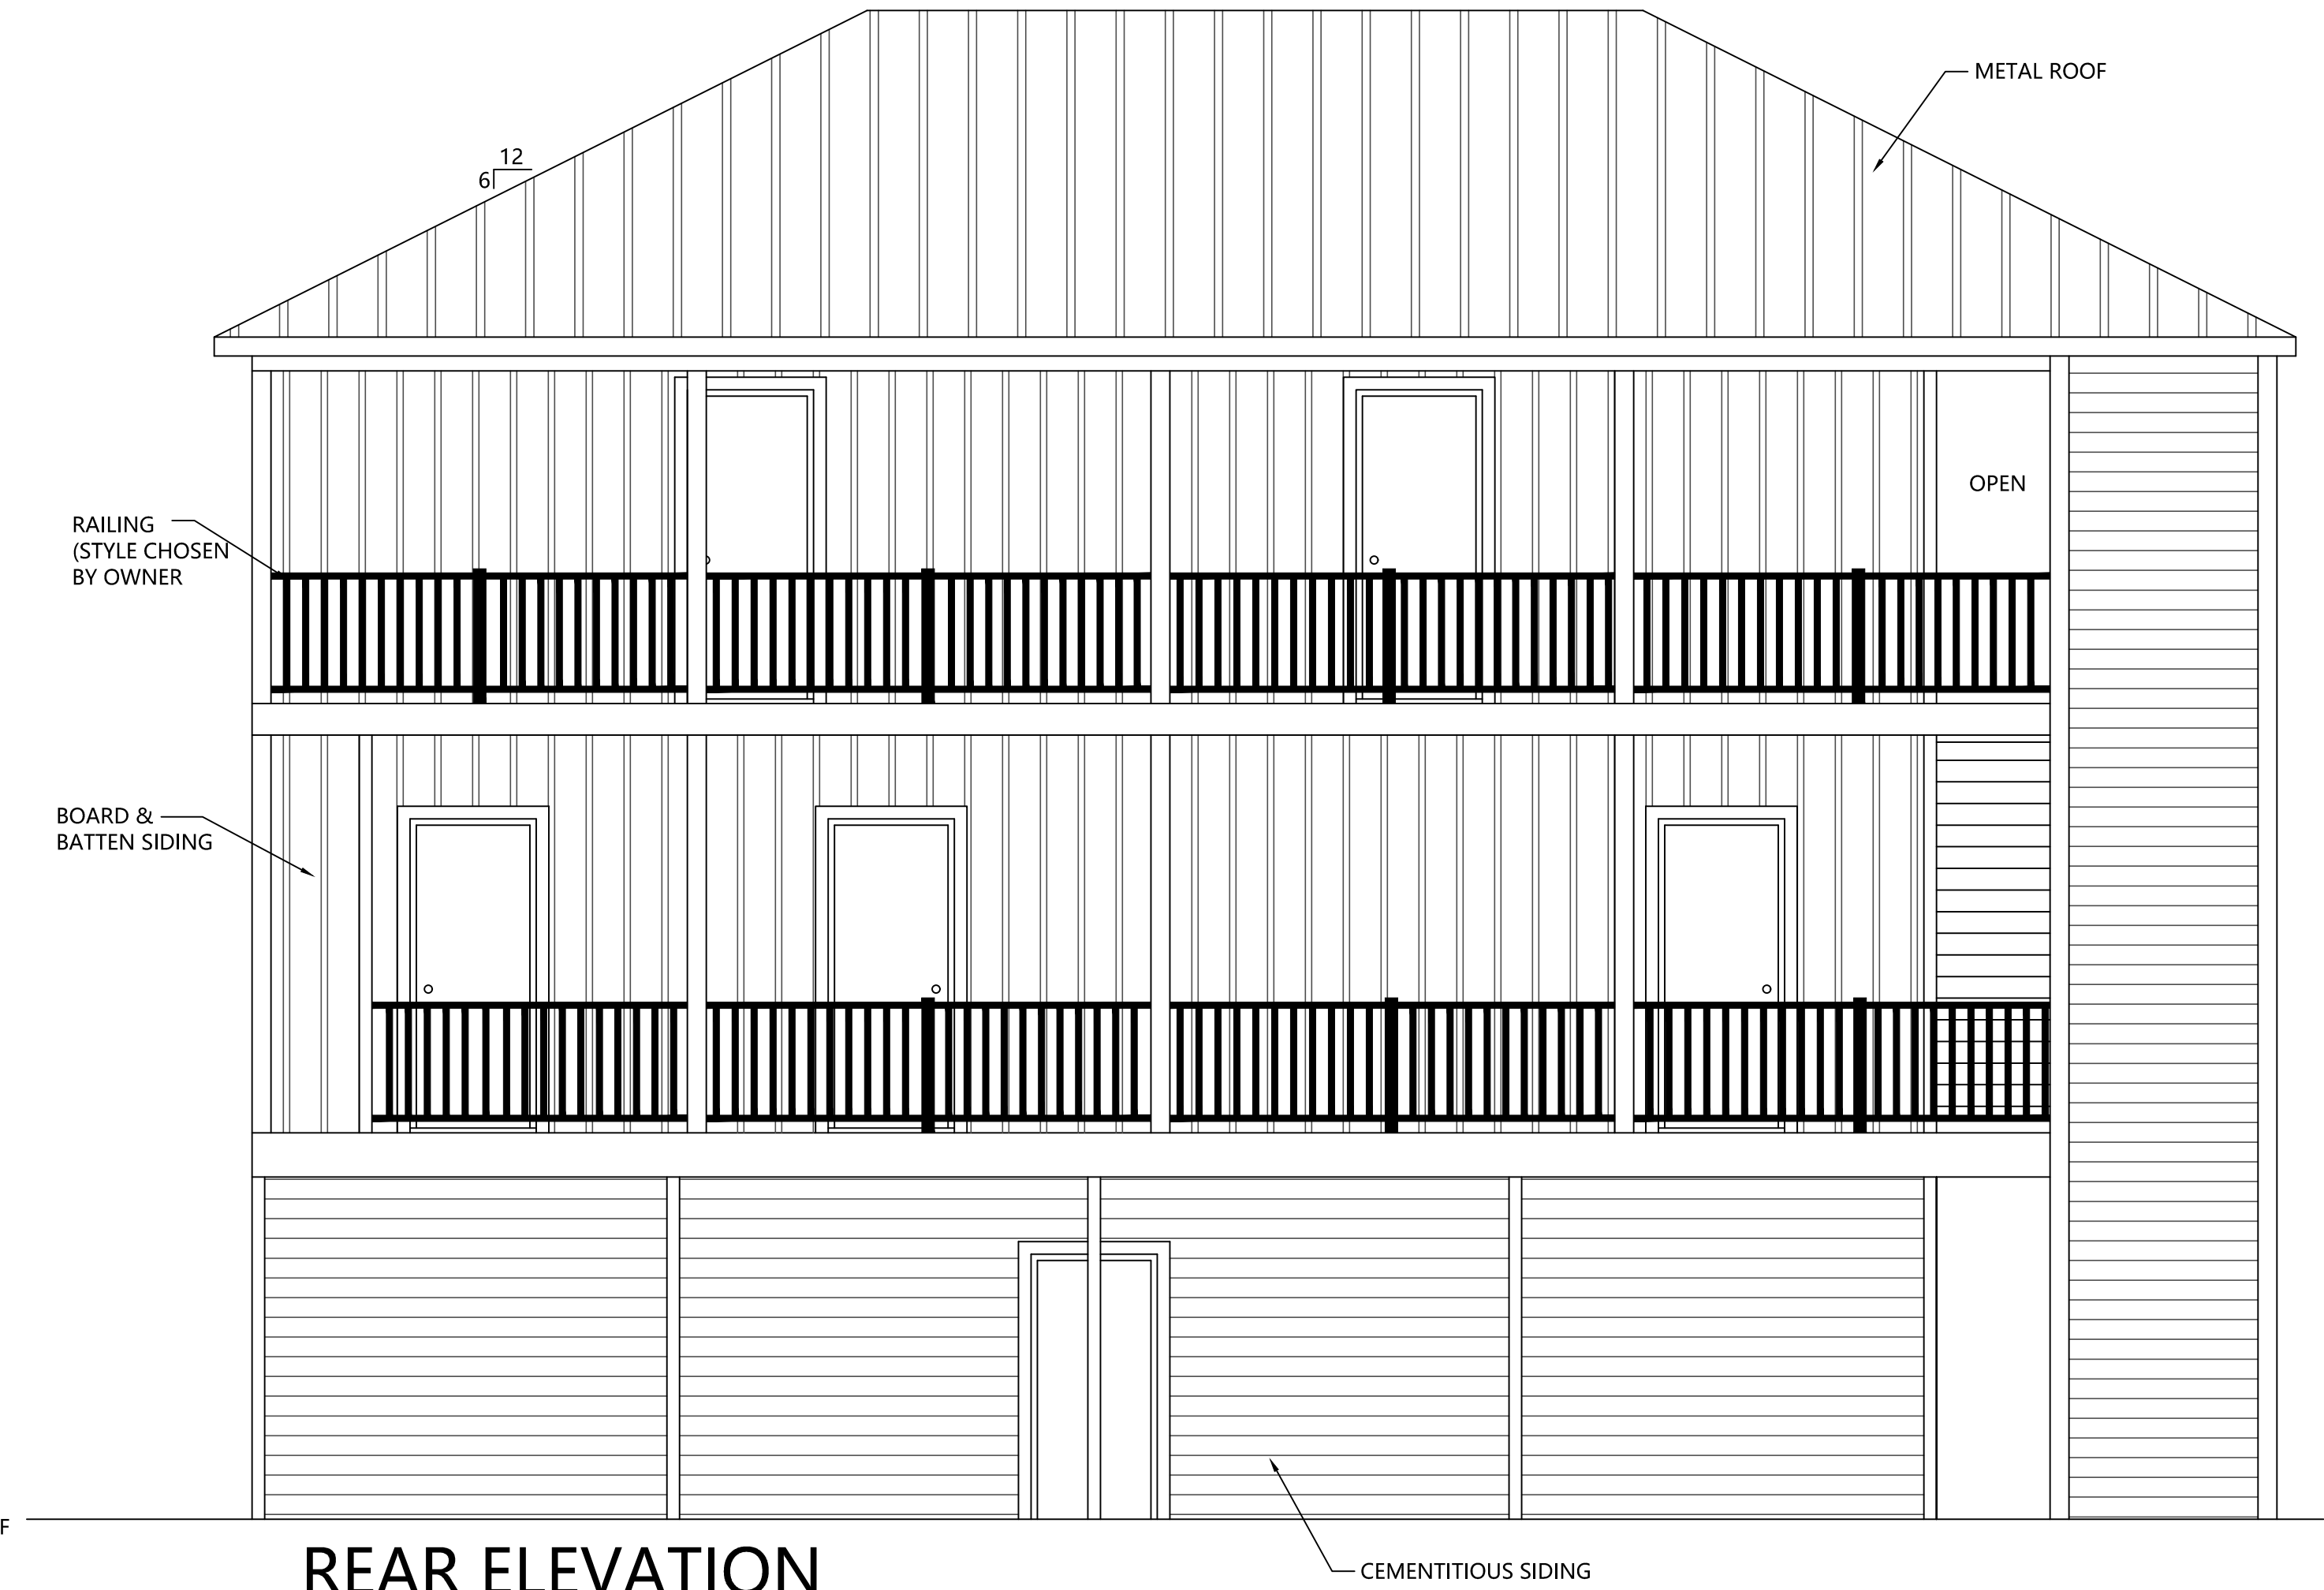 METAL ROOF
12
6
OPEN
RAILING
(STYLE CHOSEN
BY OWNER
BOARD &
BATTEN SIDING
F
REAR ELEVATION
CEMENTITIOUS SIDING